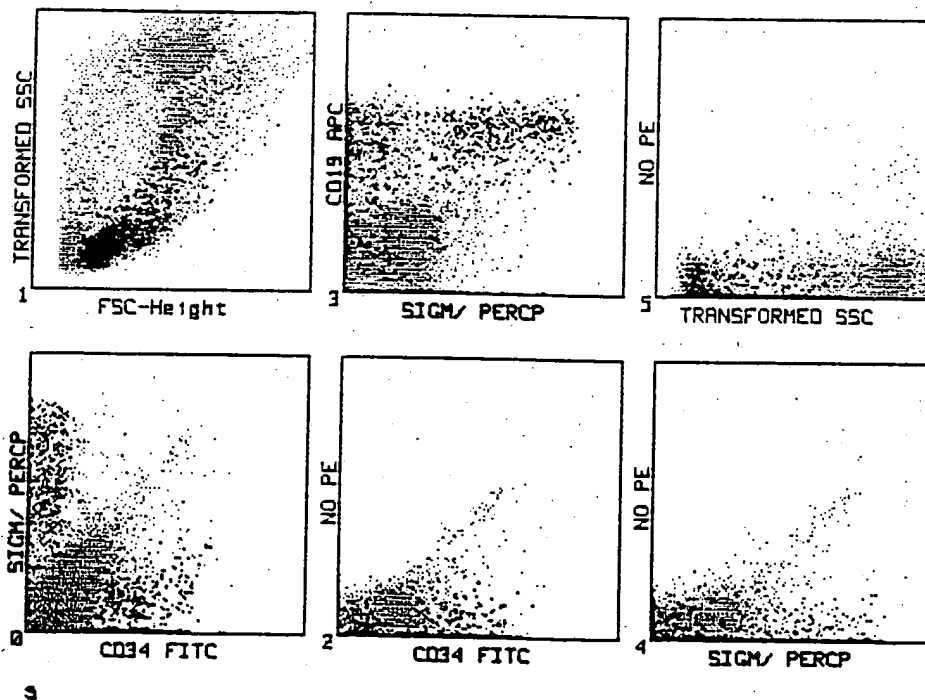 TRANSFORMED SSC
1
FSC-Height
CD19 APC
3
SIGM/ PERCP
NO PE
5
TRANSFORMED SSC
SIGM/ PERCP
0
CD34 FITC
NO PE
2
CD34 FITC
NO PE
4
SIGM/ PERCP